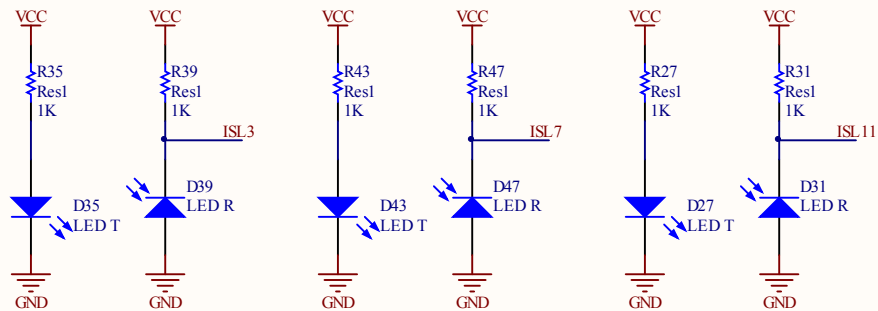 VCC
R35
Res1
1K
D35
LED T
GND
VCC
R39
Res1
1K
ISL3
D39
LED R
GND
VCC
R43
Res1
1K
D43
LED T
GND
VCC
R47
Res1
1K
ISL7
D47
LED R
GND
VCC
R27
Res1
1K
D27
LED T
GND
VCC
R31
Res1
1K
ISL11
D31
LED R
GND